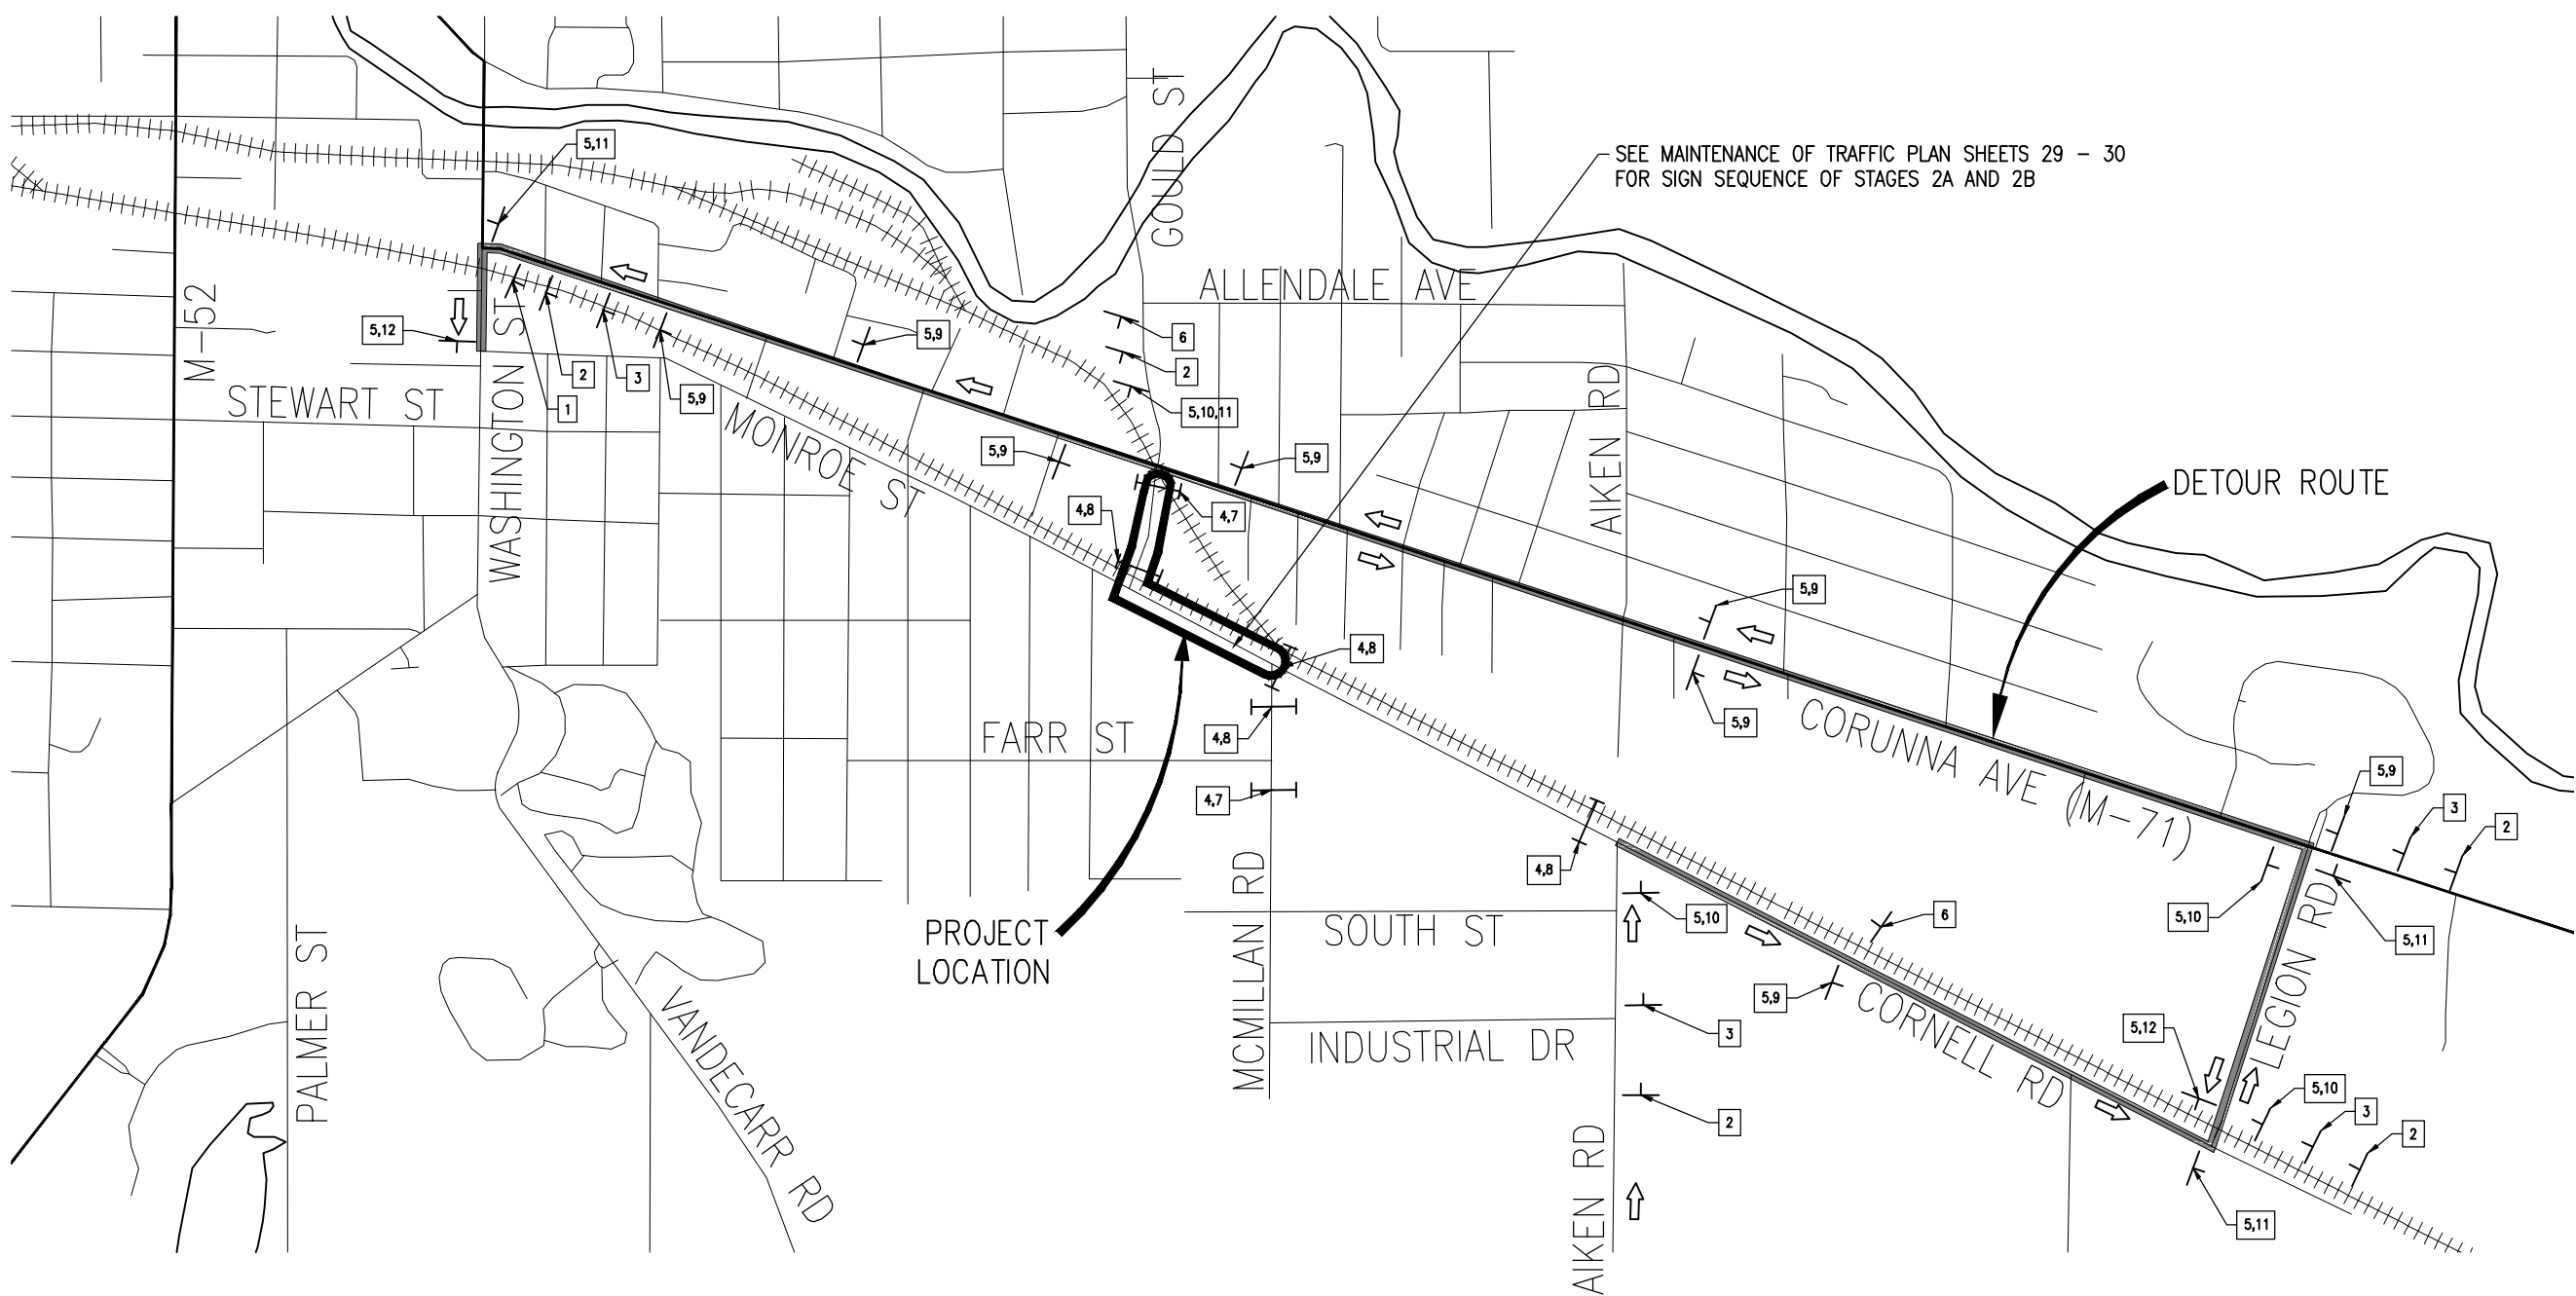 GOULD ST
5,11
SEE MAINTENANCE OF TRAFFIC PLAN SHEETS 29 - 30
FOR SIGN SEQUENCE OF STAGES 2A AND 2B
M-52
ALLENDALE AVE
5,12
5,9
6
2
2
3
5,9
1
5,10,11
STEWART ST
WASHINGTON ST
MONROE ST
AIKEN RD
5,9
5,9
DETOUR ROUTE
4,8
4,7
5,9
4,8
5,9
FARR ST
4,8
4,7
CORUNNA AVE (M-71)
5,9
3
2
4,8
PROJECT
LOCATION
MCMILLAN RD
SOUTH ST
5,10
6
5,10
5,11
LEGION RD
PALMER ST
VANDECARR RD
INDUSTRIAL DR
3
5,9
CORNELL RD
5,12
5,10
3
2
2
AIKEN RD
5,11